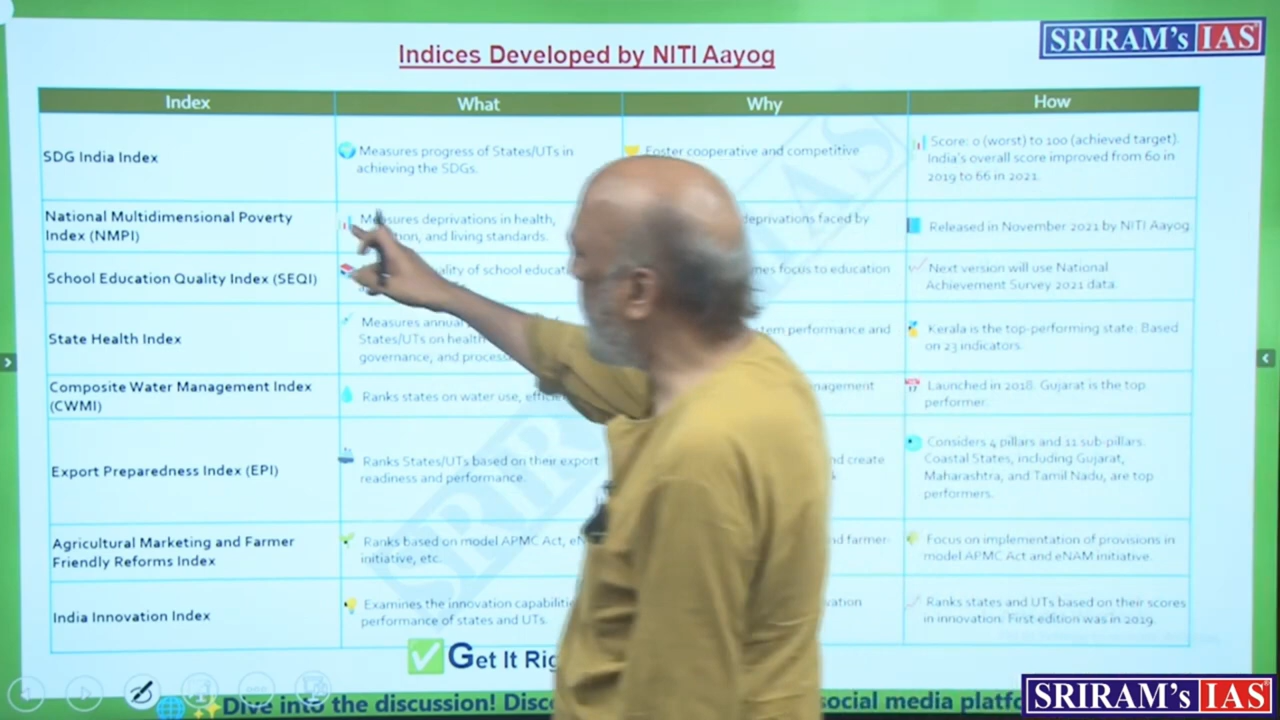 SRIRAM's IAS
Indices Developed by NITI Aayog
Index
What
Why
How
SDG India Index
Measures progress of States/UTs in
achieving the SDGs.
Foster cooperative and competitive
Score: 0 (worst) to 100 (achieved target).
India's overall score improved from 60 in
2019 to 66 in 2021.
National Multidimensional Poverty
Index (NMPI)
Measures deprivations in health,
and living standards.
deprivations faced by
Released in November 2021 by NITI Aayog
School Education Quality Index (SEQI)
of school
focus to education
Next version will use National
Achievement Survey 2021 data.
State Health Index
Measures annual
States/UTs on health
governance, and
performance and
Kerala is the top-performing state. Based
on 23 indicators.
Composite Water Management Index
(CWMI)
Ranks states on water use,
Launched in 2018. Gujarat is the top
performer.
Export Preparedness Index (EPI)
Ranks States/UTs based on their export
readiness and performance.
create
Considers 4 pillars and 11 sub-pillars.
Coastal States, including Gujarat,
Maharashtra, and Tamil Nadu, are top
performers.
Agricultural Marketing and Farmer
Friendly Reforms Index
Ranks based on model APMC Act,
initiative, etc.
farmer-
Focus on implementation of provisions in
model APMC Act and eNAM initiative.
India Innovation Index
Examines the innovation
performance of states and UTs.
Ranks states and UTs based on their scores
in innovation. First edition was in 2019.
Get It
Dive into the discussion!
social media
SRIRAM's IAS